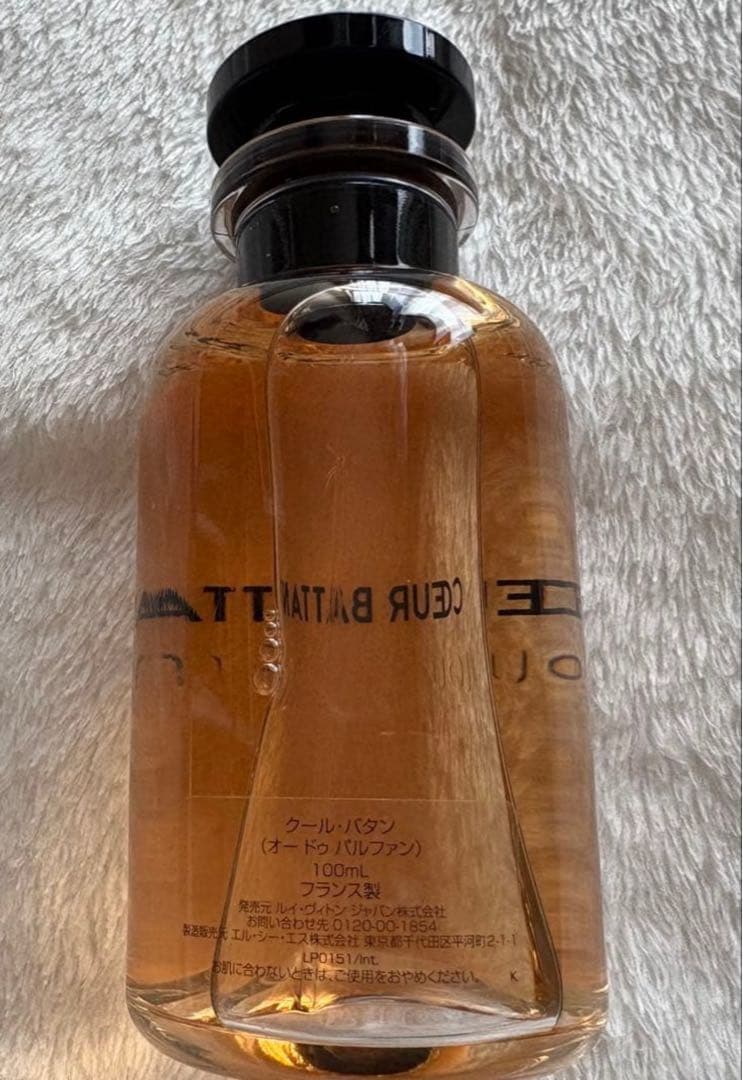 CŒUR BATTAN
クール・バタン
(オー ドゥ パルファン)
100mL
フランス製
発売元 ルイ・ヴィトン ジャパン株式会社
お問い合わせ先 0120-00-1854
製造販売元 エル・シー・エス株式会社 東京都千代田区平河町2-1-1
LP0151/Int.
お肌に合わないときは、ご使用をおやめください。 K